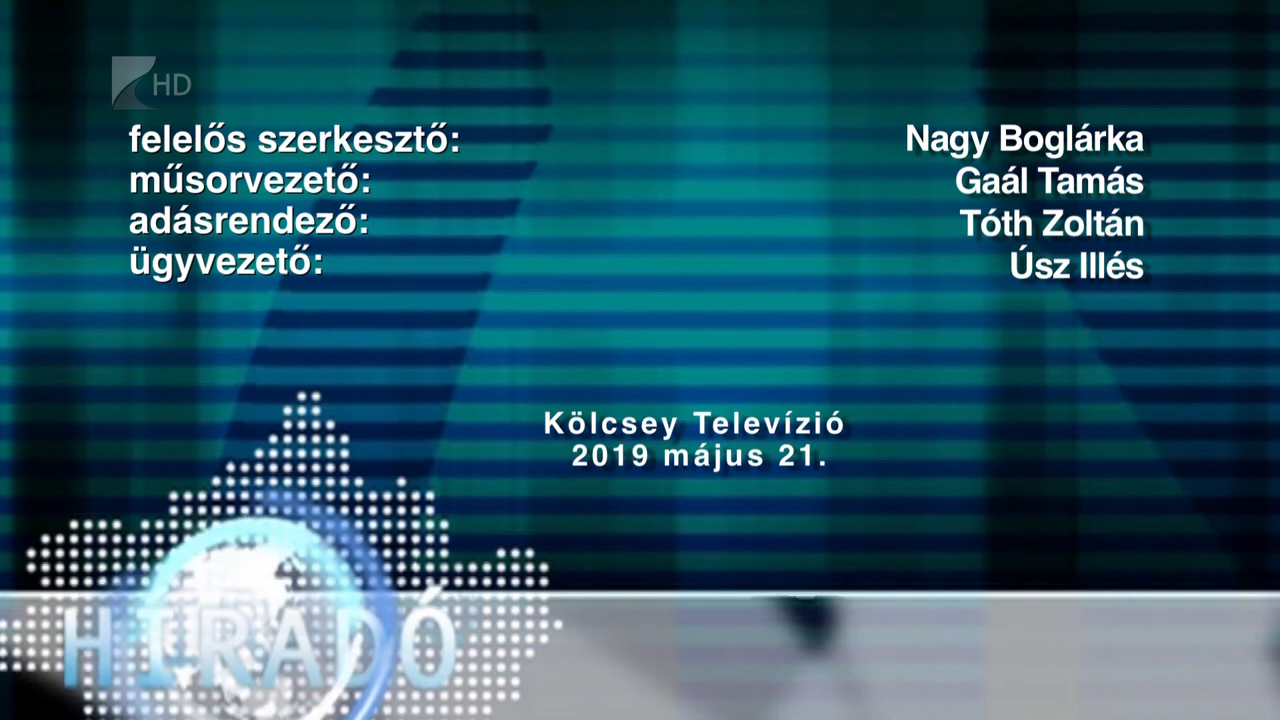 HD
felelős szerkesztő: Nagy Boglárka
műsorvezető: Gaál Tamás
adásrendező: Tóth Zoltán
ügyvezető: Úsz Illés
Kölcsey Televízió
2019 május 21.
HÍRADÓ